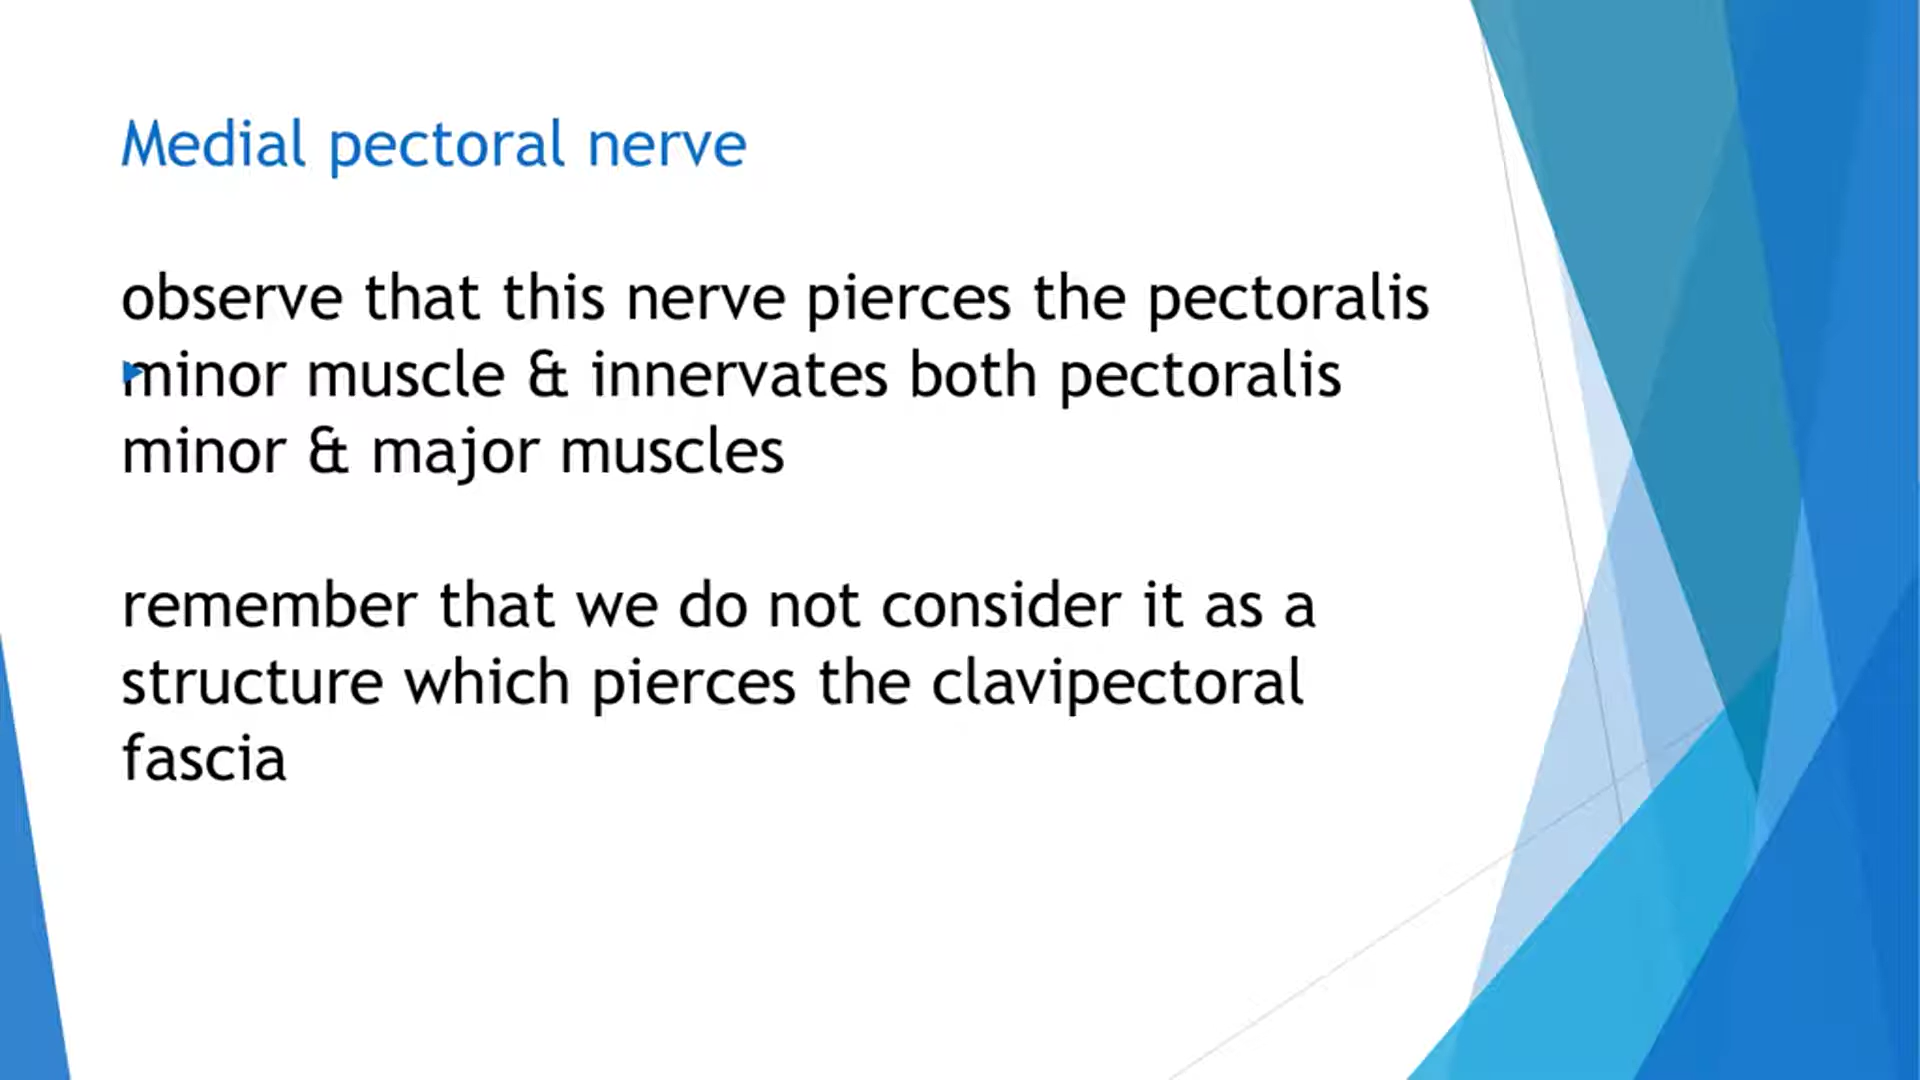 Medial pectoral nerve
observe that this nerve pierces the pectoralis
minor muscle & innervates both pectoralis
minor & major muscles
remember that we do not consider it as a
structure which pierces the clavipectoral
fascia